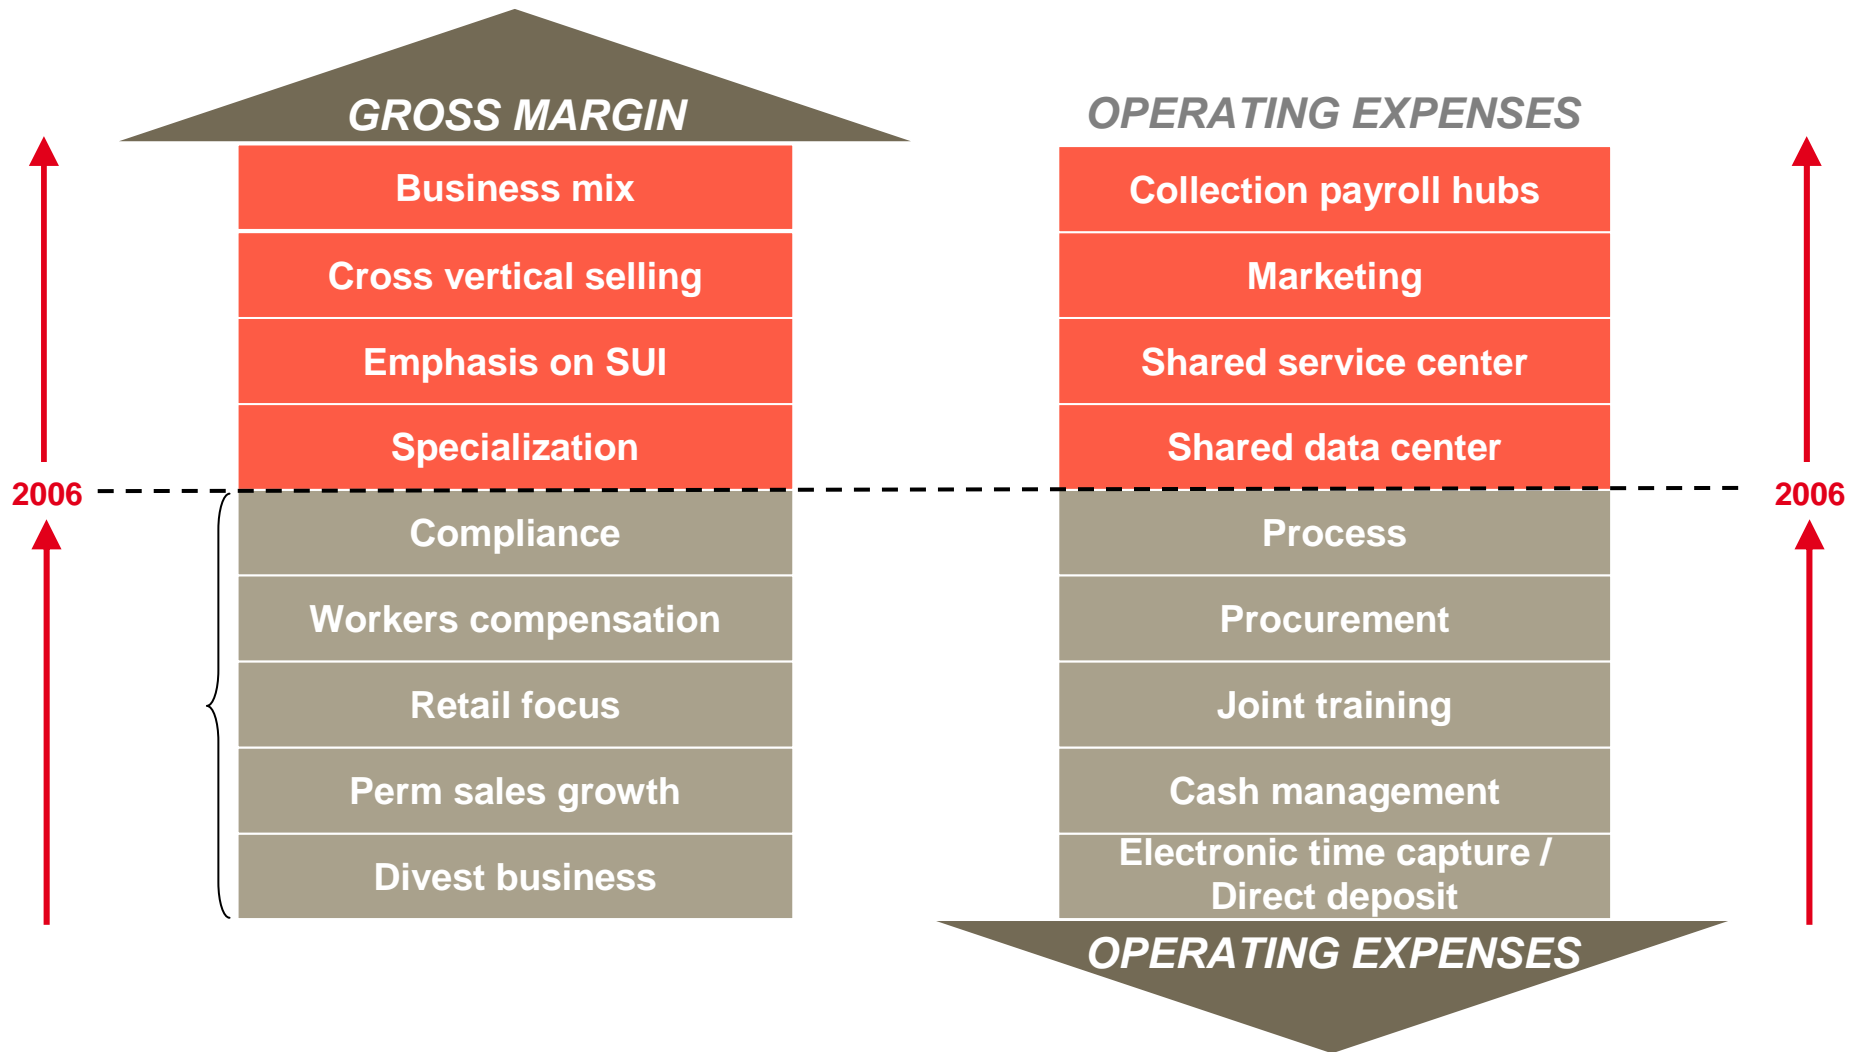 GROSS MARGIN
Business mix
Cross vertical selling
Emphasis on SUI
Specialization
2006
Compliance
Workers compensation
Retail focus
Perm sales growth
Divest business
OPERATING EXPENSES
Collection payroll hubs
Marketing
Shared service center
Shared data center
2006
Process
Procurement
Joint training
Cash management
Electronic time capture /
Direct deposit
OPERATING EXPENSES